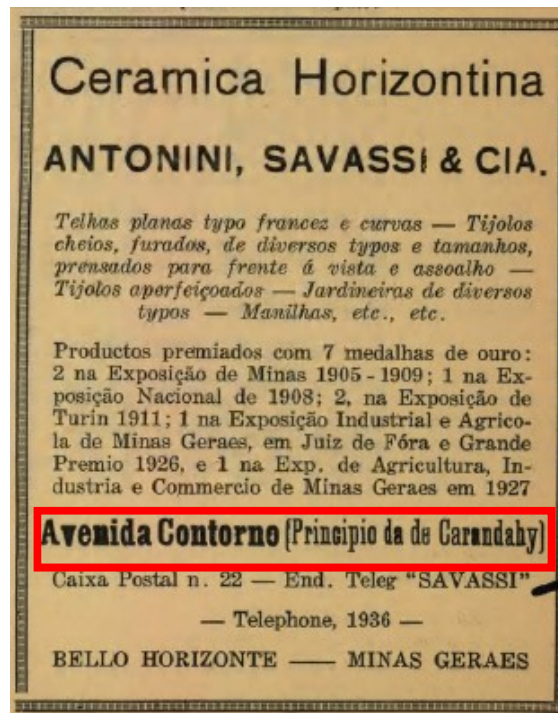 Ceramica Horizontina
ANTONINI, SAVASSI & CIA.
Telhas planas typo francez e curvas — Tijolos
cheios, furados, de diversos typos e tamanhos,
prensados para frente á vista e assoalho —
Tijolos aperfeiçoados — Jardineiras de diversos
typos — Manilhas, etc., etc.
Productos premiados com 7 medalhas de ouro:
2 na Exposição de Minas 1905 - 1909; 1 na Ex-
posição Nacional de 1908; 2, na Exposição de
Turin 1911; 1 na Exposição Industrial e Agrico-
la de Minas Geraes, em Juiz de Fóra e Grande
Premio 1926, e 1 na Exp. de Agricultura, In-
dustria e Commercio de Minas Geraes em 1927
Avenida Contorno (Principio da de Carandahy)
Caixa Postal n. 22 — End. Teleg "SAVASSI"
— Telephone, 1936 —
BELLO HORIZONTE —— MINAS GERAES